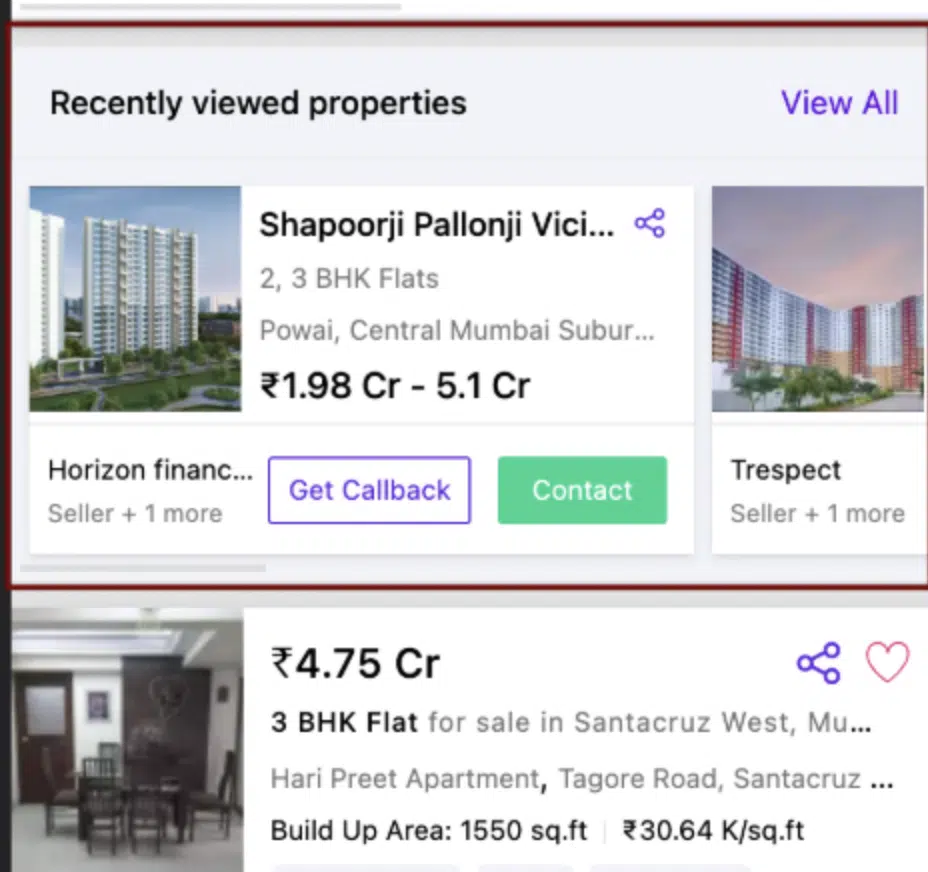 Recently viewed properties
View All
Shapoorji Pallonji Vici...
2, 3 BHK Flats
Powai, Central Mumbai Subur...
₹1.98 Cr - 5.1 Cr
Horizon financ...
Seller + 1 more
Get Callback
Contact
Trespect
Seller + 1 more
₹4.75 Cr
3 BHK Flat for sale in Santacruz West, Mu...
Hari Preet Apartment, Tagore Road, Santacruz ...
Build Up Area: 1550 sq.ft
₹30.64 K/sq.ft